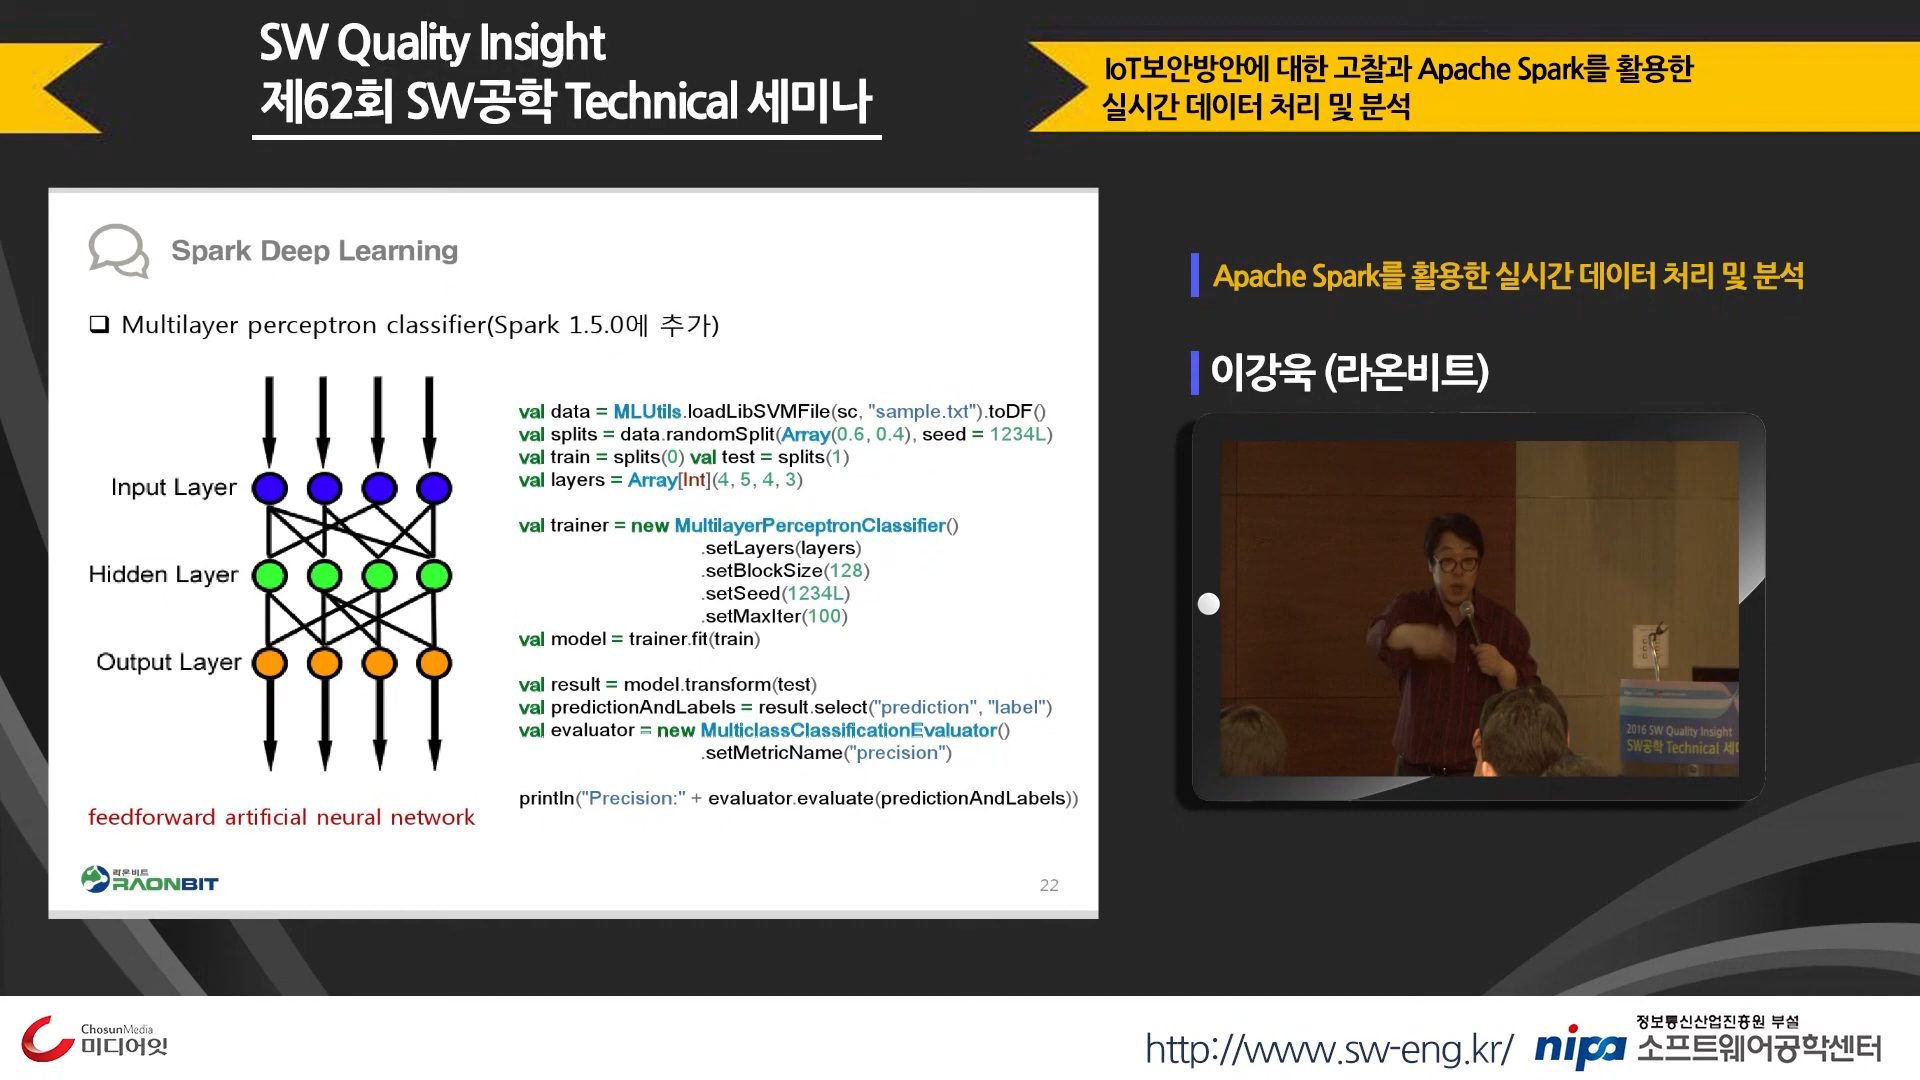 SW Quality Insight
제62회 SW공학 Technical 세미나
IoT보안방안에 대한 고찰과 Apache Spark를 활용한
실시간 데이터 처리 및 분석
Spark Deep Learning
Multilayer perceptron classifier(Spark 1.5.0에 추가)
Input Layer
Hidden Layer
Output Layer
feedforward artificial neural network
val data = MLUtils.loadLibSVMFile(sc, "sample.txt").toDF()
val splits = data.randomSplit(Array(0.6, 0.4), seed = 1234L)
val train = splits(0) val test = splits(1)
val layers = Array[Int](4, 5, 4, 3)
val trainer = new MultilayerPerceptronClassifier()
.setLayers(layers)
.setBlockSize(128)
.setSeed(1234L)
.setMaxIter(100)
val model = trainer.fit(train)
val result = model.transform(test)
val predictionAndLabels = result.select("prediction", "label")
val evaluator = new MulticlassClassificationEvaluator()
.setMetricName("precision")
println("Precision:" + evaluator.evaluate(predictionAndLabels))
라온비트
RAONBIT
22
Apache Spark를 활용한 실시간 데이터 처리 및 분석
이강욱 (라온비트)
2016 SW Quality Insight
SW공학 Technical 세
ChosunMedia
미디어잇
http://www.sw-eng.kr/
nipa
정보통신산업진흥원 부설
소프트웨어공학센터